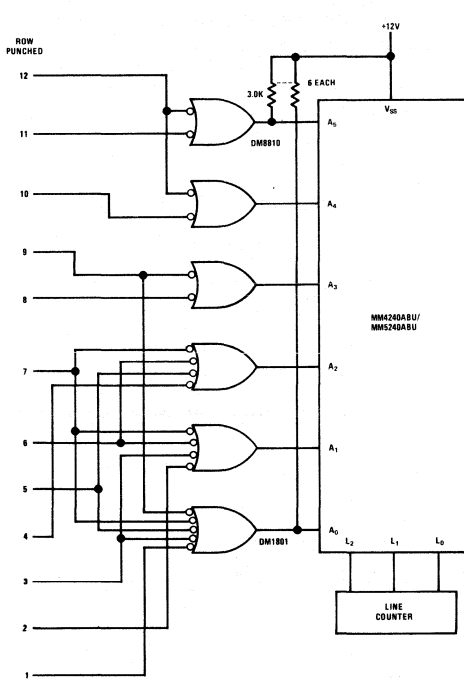 +12V
ROW
PUNCHED
12
3.0K
6 EACH
VSS
11
DM8810
A5
10
A4
9
A3
8
MM4240ABU/
MM5240ABU
7
A2
6
A1
5
4
DM1801
A0
L2 L1 L0
3
LINE
COUNTER
2
1